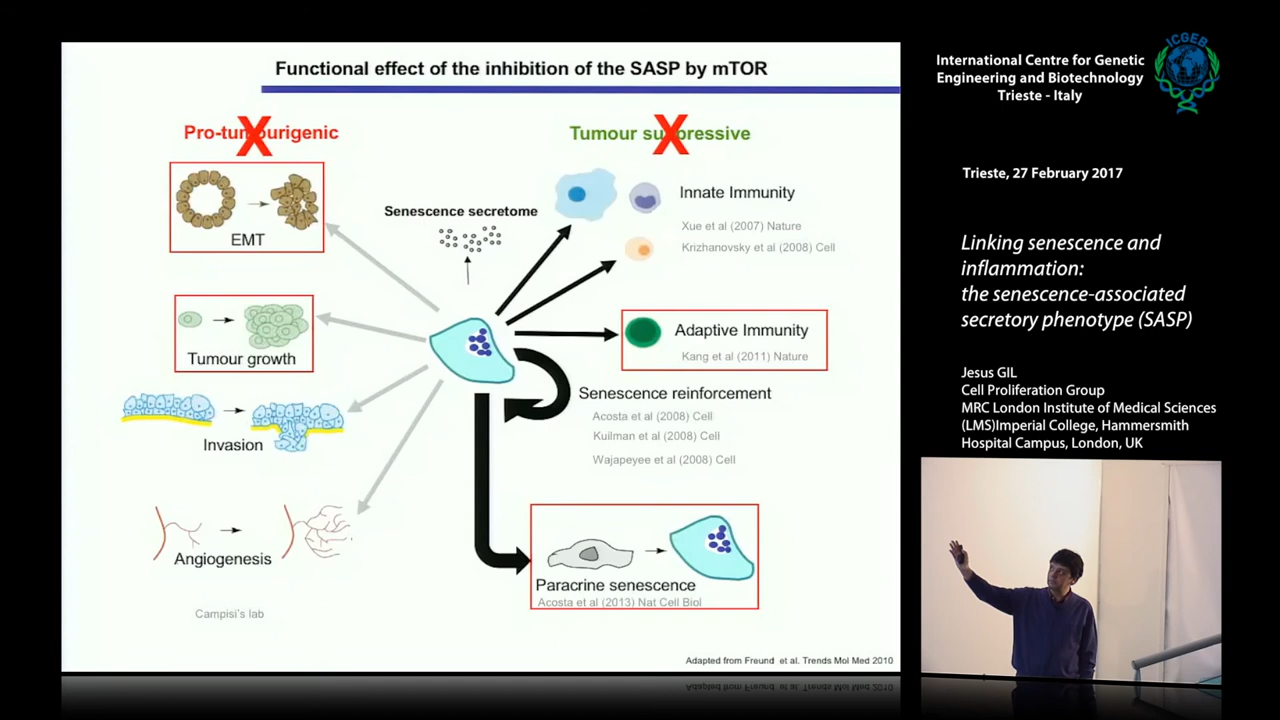 Functional effect of the inhibition of the SASP by mTOR
Pro-tumourigenic
X
Tumour suppressive
X
EMT
Senescence secretome
Innate Immunity
Xue et al (2007) Nature
Krizhanovsky et al (2008) Cell
Tumour growth
Adaptive Immunity
Kang et al (2011) Nature
Senescence reinforcement
Acosta et al (2008) Cell
Kuilman et al (2008) Cell
Wajapeyee et al (2008) Cell
Invasion
Angiogenesis
Paracrine senescence
Acosta et al (2013) Nat Cell Biol
Campisi's lab
Adapted from Freund et al. Trends Mol Med 2010
International Centre for Genetic
Engineering and Biotechnology
Trieste - Italy
ICGEB
Trieste, 27 February 2017
Linking senescence and
inflammation:
the senescence-associated
secretory phenotype (SASP)
Jesus GIL
Cell Proliferation Group
MRC London Institute of Medical Sciences
(LMS)Imperial College, Hammersmith
Hospital Campus, London, UK